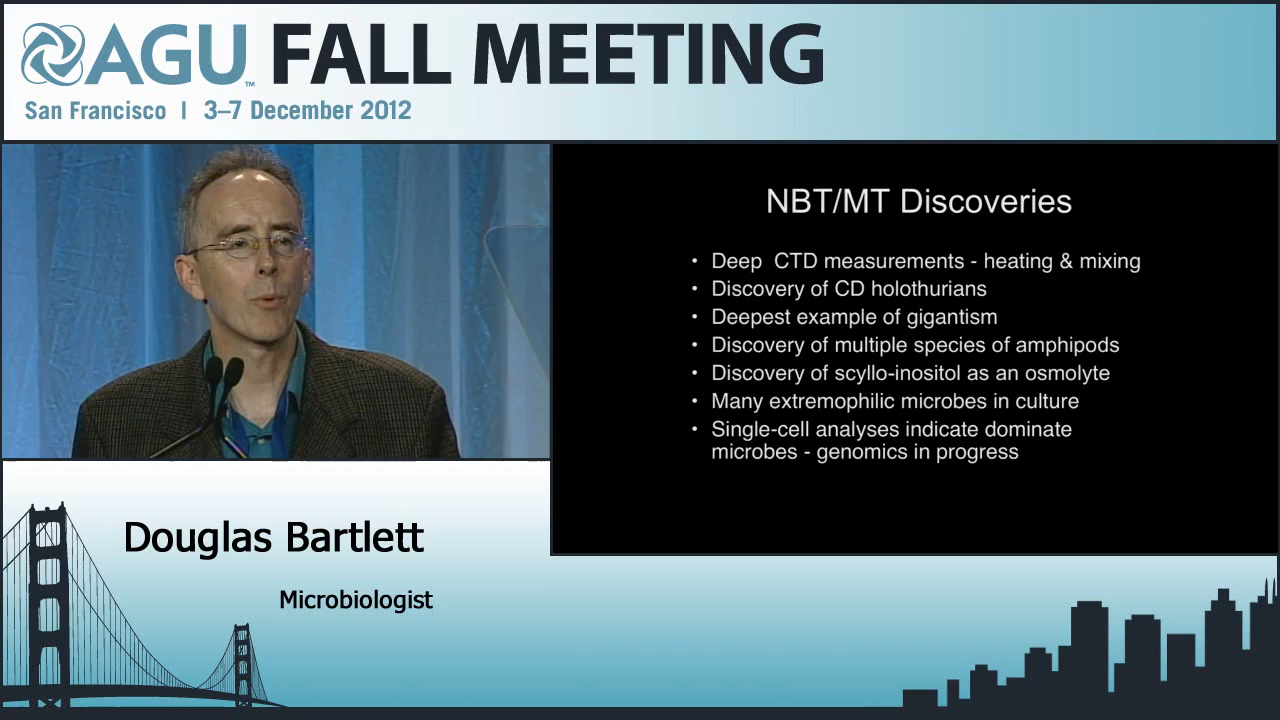 AGU™ FALL MEETING
San Francisco | 3–7 December 2012
NBT/MT Discoveries
• Deep CTD measurements - heating & mixing
• Discovery of CD holothurians
• Deepest example of gigantism
• Discovery of multiple species of amphipods
• Discovery of scyllo-inositol as an osmolyte
• Many extremophilic microbes in culture
• Single-cell analyses indicate dominate
microbes - genomics in progress
Douglas Bartlett
Microbiologist